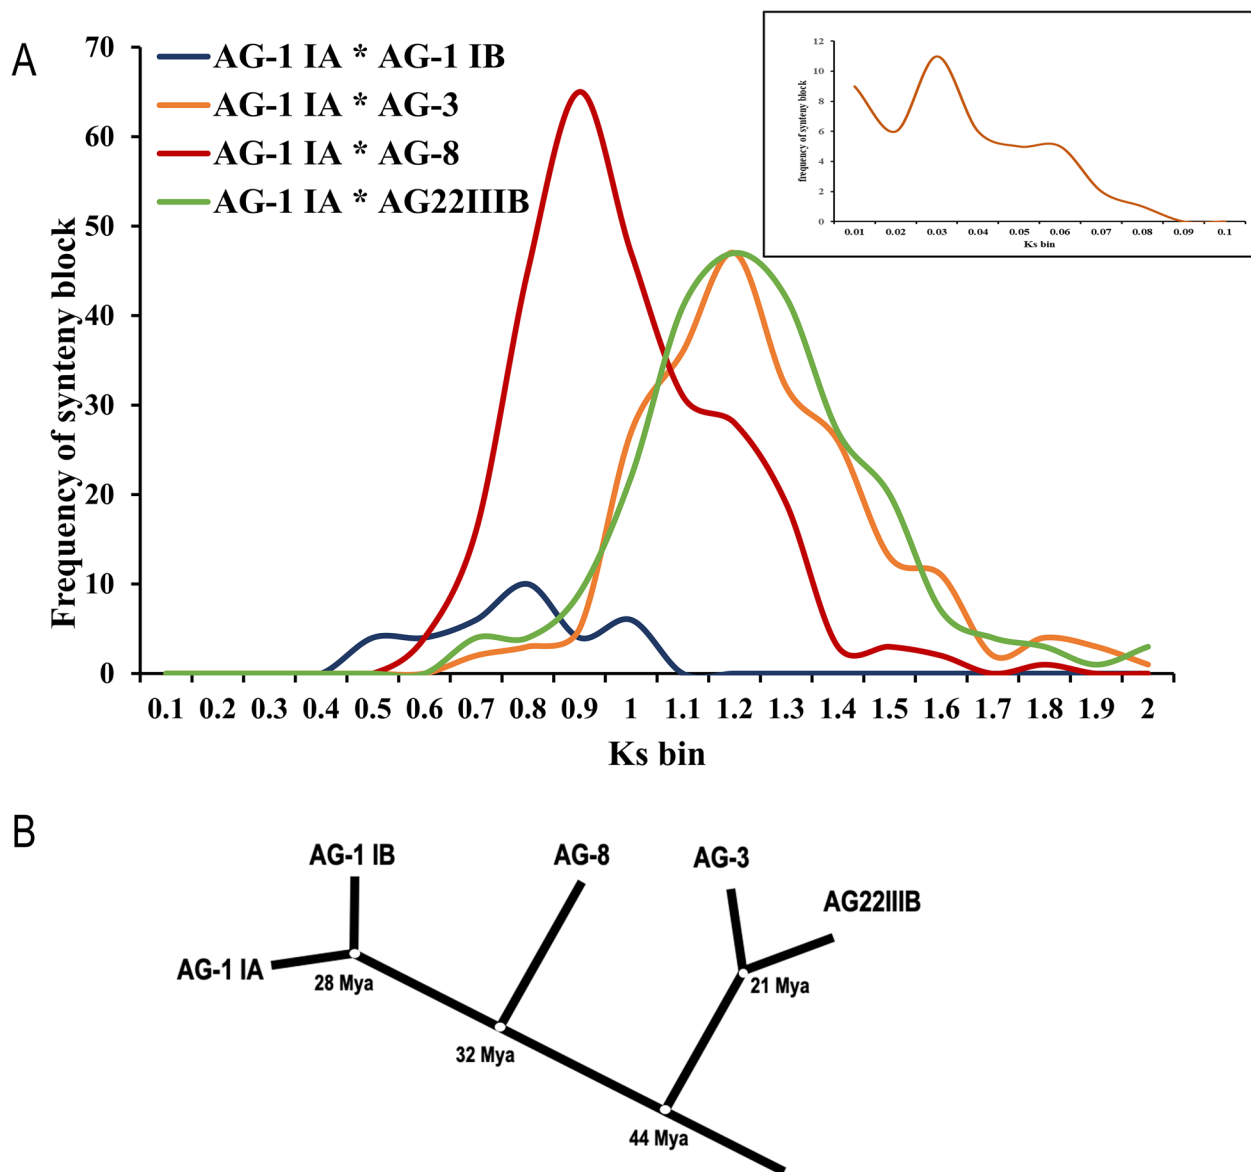 A
AG-1 IA * AG-1 IB
AG-1 IA * AG-3
AG-1 IA * AG-8
AG-1 IA * AG22IIIB
Frequency of synteny block
70
60
50
40
30
20
10
0
0.1 0.2 0.3 0.4 0.5 0.6 0.7 0.8 0.9 1 1.1 1.2 1.3 1.4 1.5 1.6 1.7 1.8 1.9 2
Ks bin
frequency of synteny block
12
10
8
6
4
2
0
0.01 0.02 0.03 0.04 0.05 0.06 0.07 0.08 0.09 0.1
Ks bin
B
AG-1 IB
AG-8
AG-3
AG22IIIB
AG-1 IA
28 Mya
21 Mya
32 Mya
44 Mya